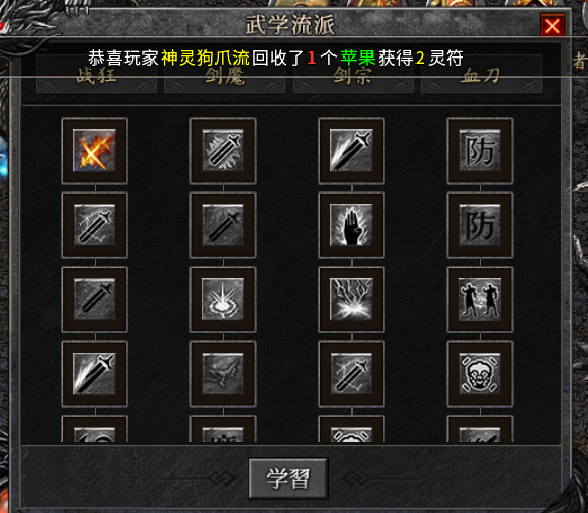 武学流派
恭喜玩家神灵狗爪流回收了1个苹果获得2灵符
者
战狂 剑魔 剑宗 血刀
防
防
学習